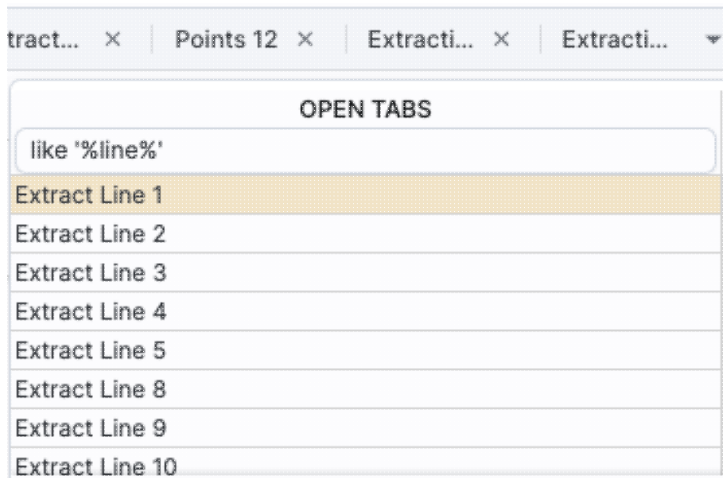 tract... × Points 12 × Extracti... × Extracti...
OPEN TABS
like '%line%'
Extract Line 1
Extract Line 2
Extract Line 3
Extract Line 4
Extract Line 5
Extract Line 8
Extract Line 9
Extract Line 10